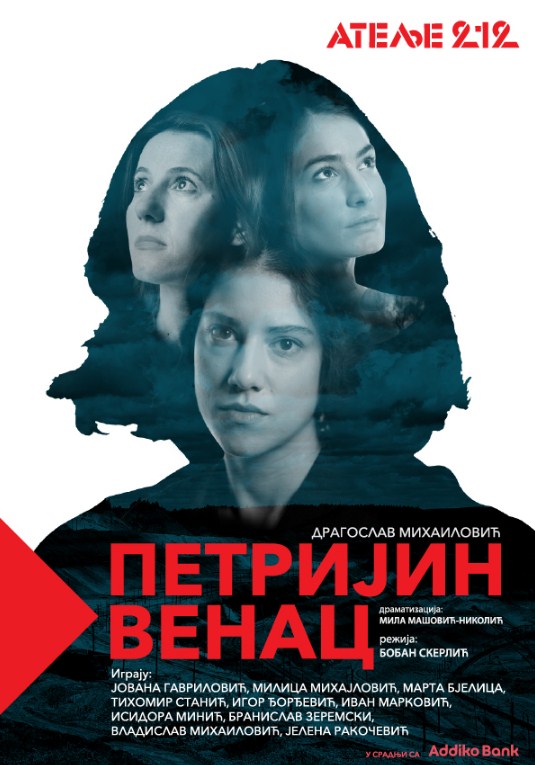 АТЕЉЕ 212
ДРАГОСЛАВ МИХАИЛОВИЋ
ПЕТРИЈИН
ВЕНАЦ
драматизација:
МИЛА МАШОВИЋ-НИКОЛИЋ
режија:
БОБАН СКЕРЛИЋ
Играју:
ЈОВАНА ГАВРИЛОВИЋ, МИЛИЦА МИХАЈЛОВИЋ, МАРТА БЈЕЛИЦА,
ТИХОМИР СТАНИЋ, ИГОР ЂОРЂЕВИЋ, ИВАН МАРКОВИЋ,
ИСИДОРА МИНИЋ, БРАНИСЛАВ ЗЕРЕМСКИ,
ВЛАДИСЛАВ МИХАИЛОВИЋ, ЈЕЛЕНА РАКОЧЕВИЋ
У СРАДЊИ СА Addiko Bank